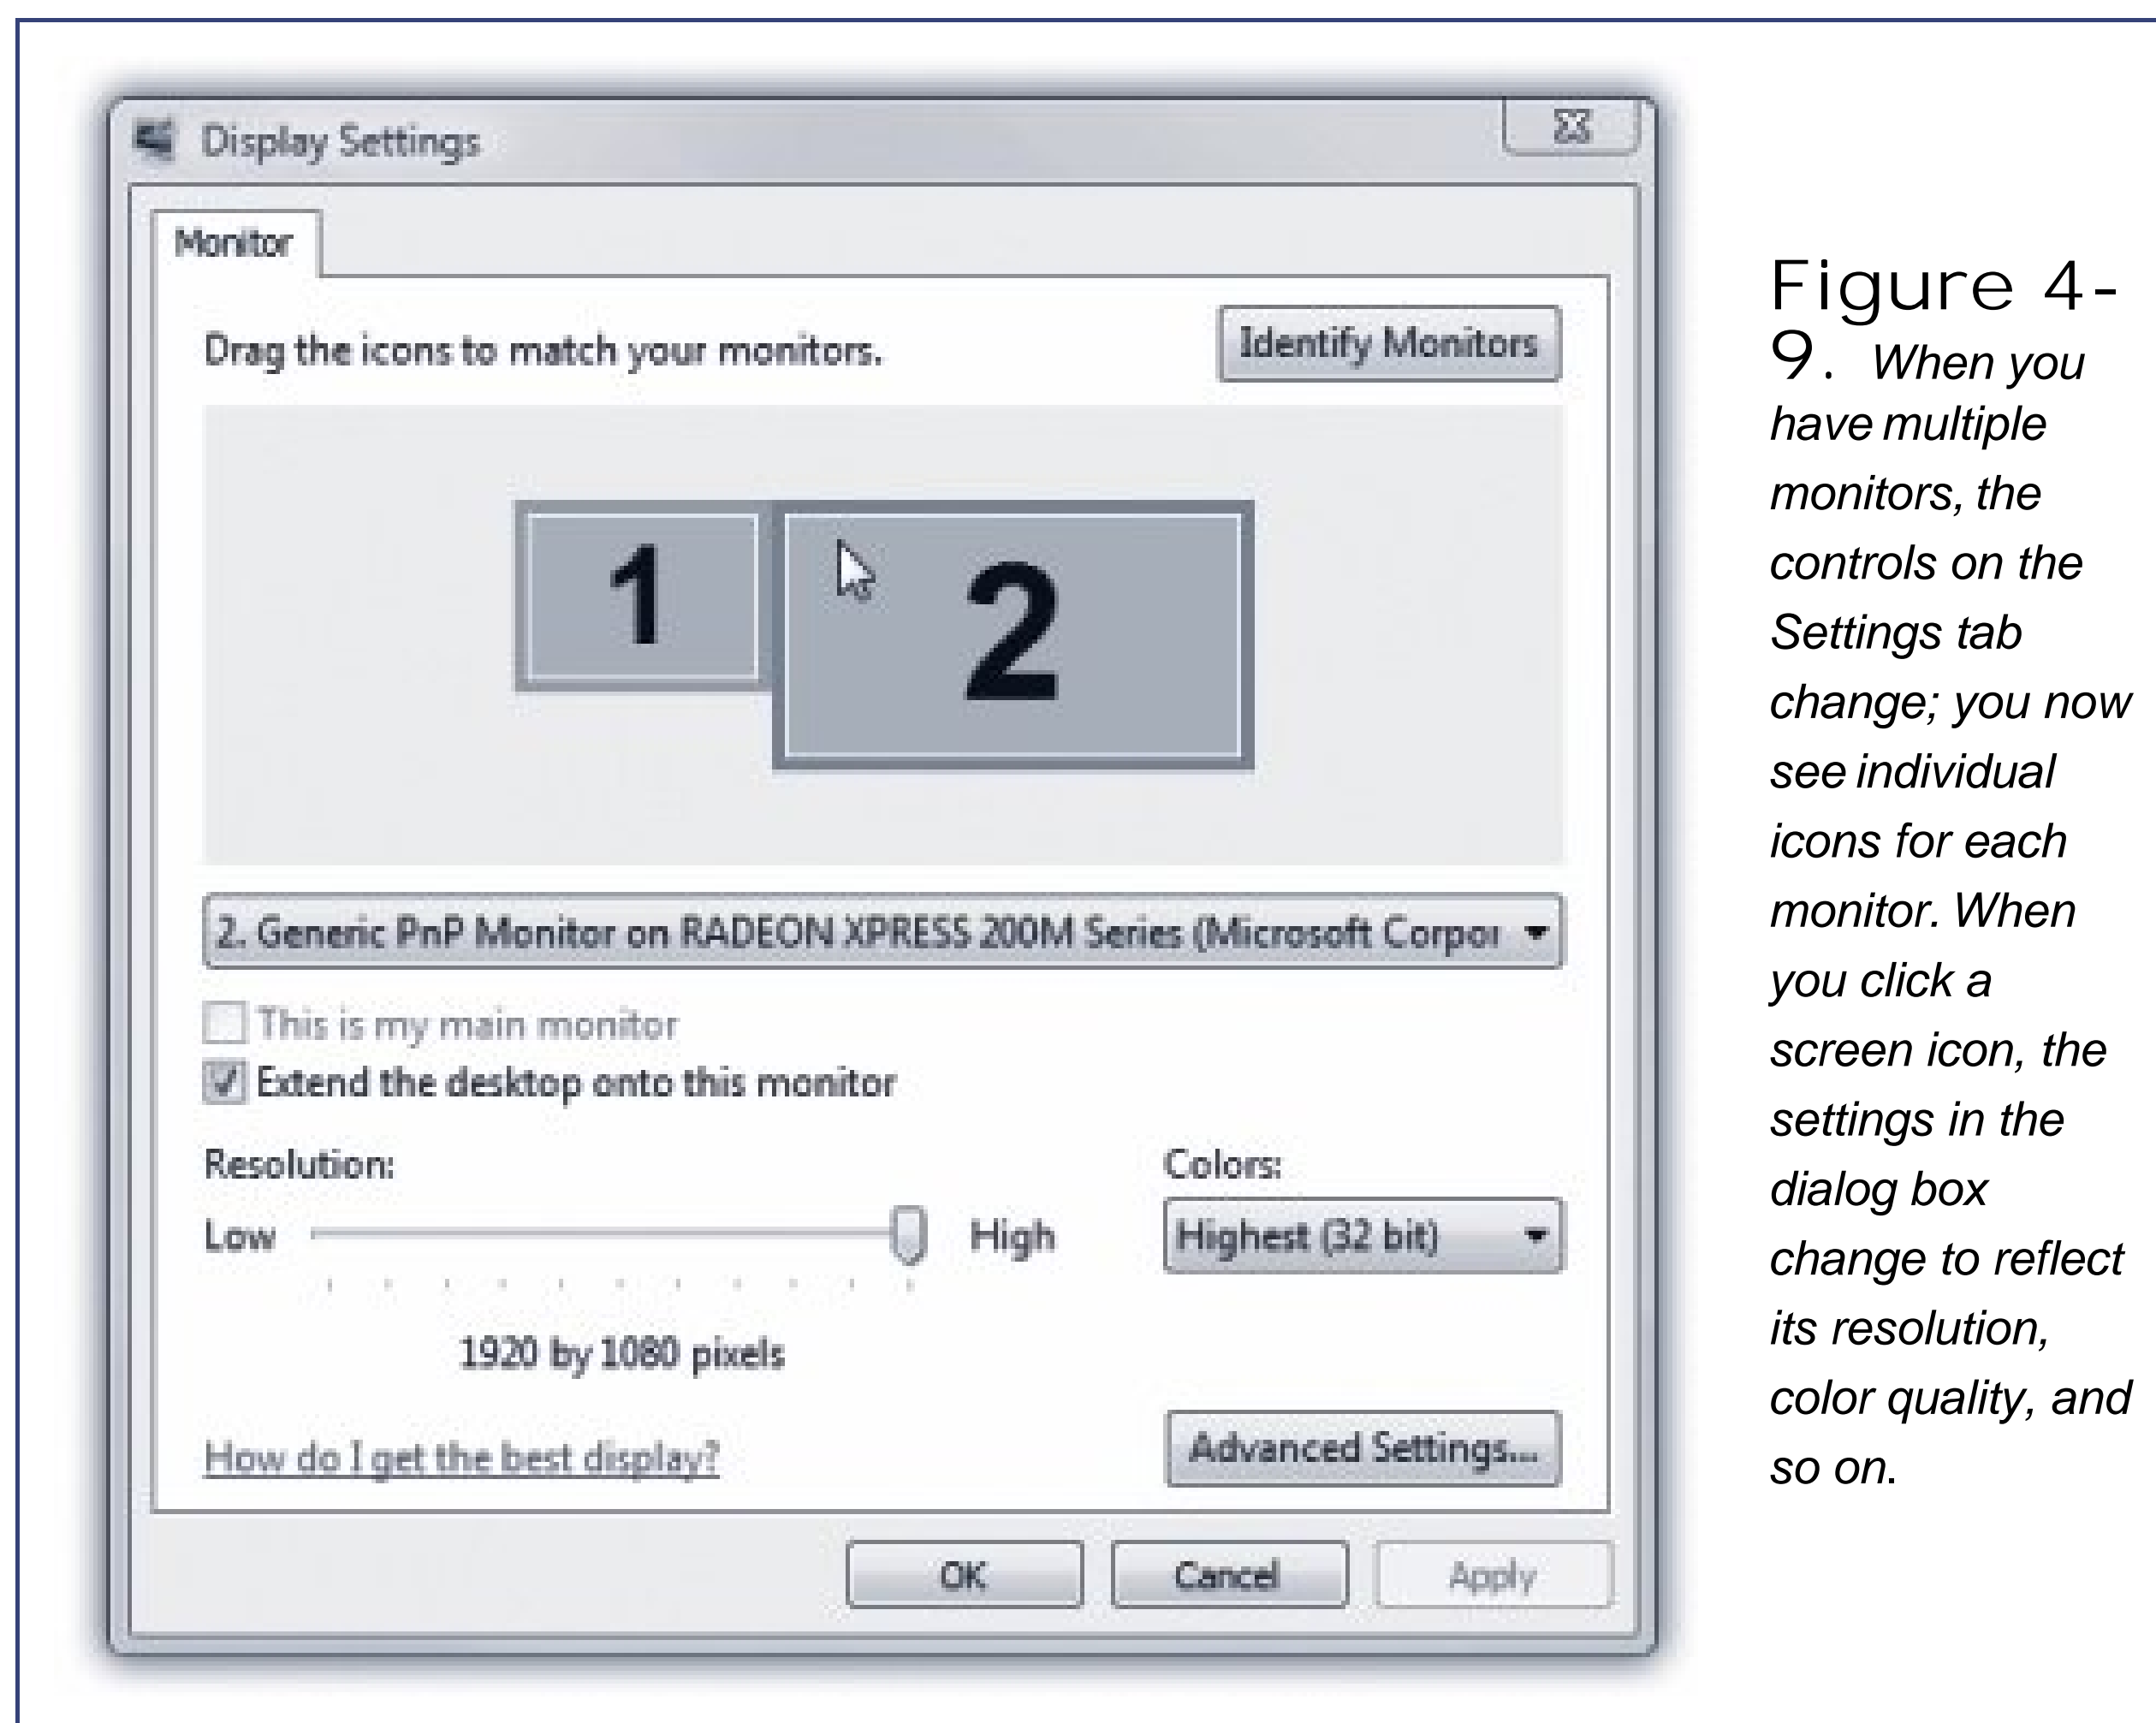 Display Settings
Monitor
Drag the icons to match your monitors.
Identify Monitors
1
2
2. Generic PnP Monitor on RADEON XPRESS 200M Series (Microsoft Corpor
This is my main monitor
Extend the desktop onto this monitor
Resolution:
Colors:
Low
High
Highest (32 bit)
1920 by 1080 pixels
How do I get the best display?
Advanced Settings...
OK
Cancel
Apply
Figure 4-
9. When you
have multiple
monitors, the
controls on the
Settings tab
change; you now
see individual
icons for each
monitor. When
you click a
screen icon, the
settings in the
dialog box
change to reflect
its resolution,
color quality, and
so on.